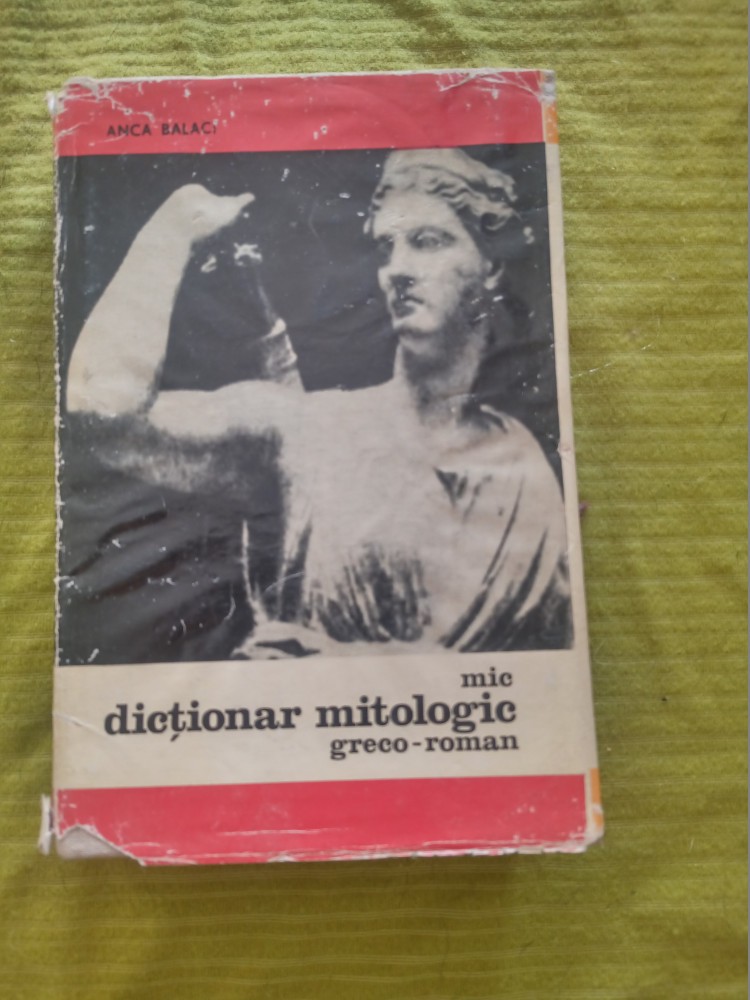 ANCA BALACI
mic
dicționar mitologic
greco-roman